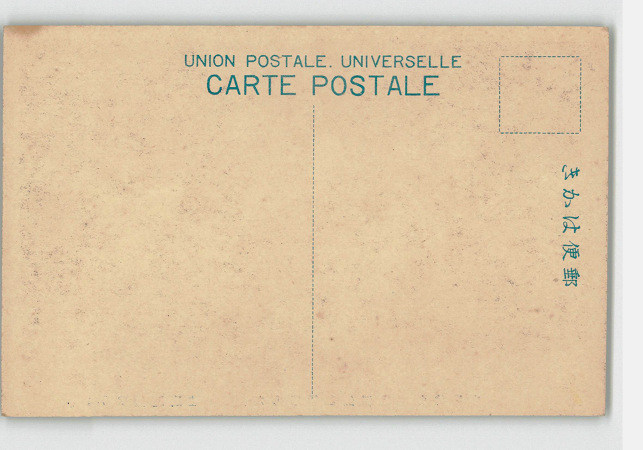 UNION POSTALE. UNIVERSELLE
CARTE POSTALE
きかは便郵